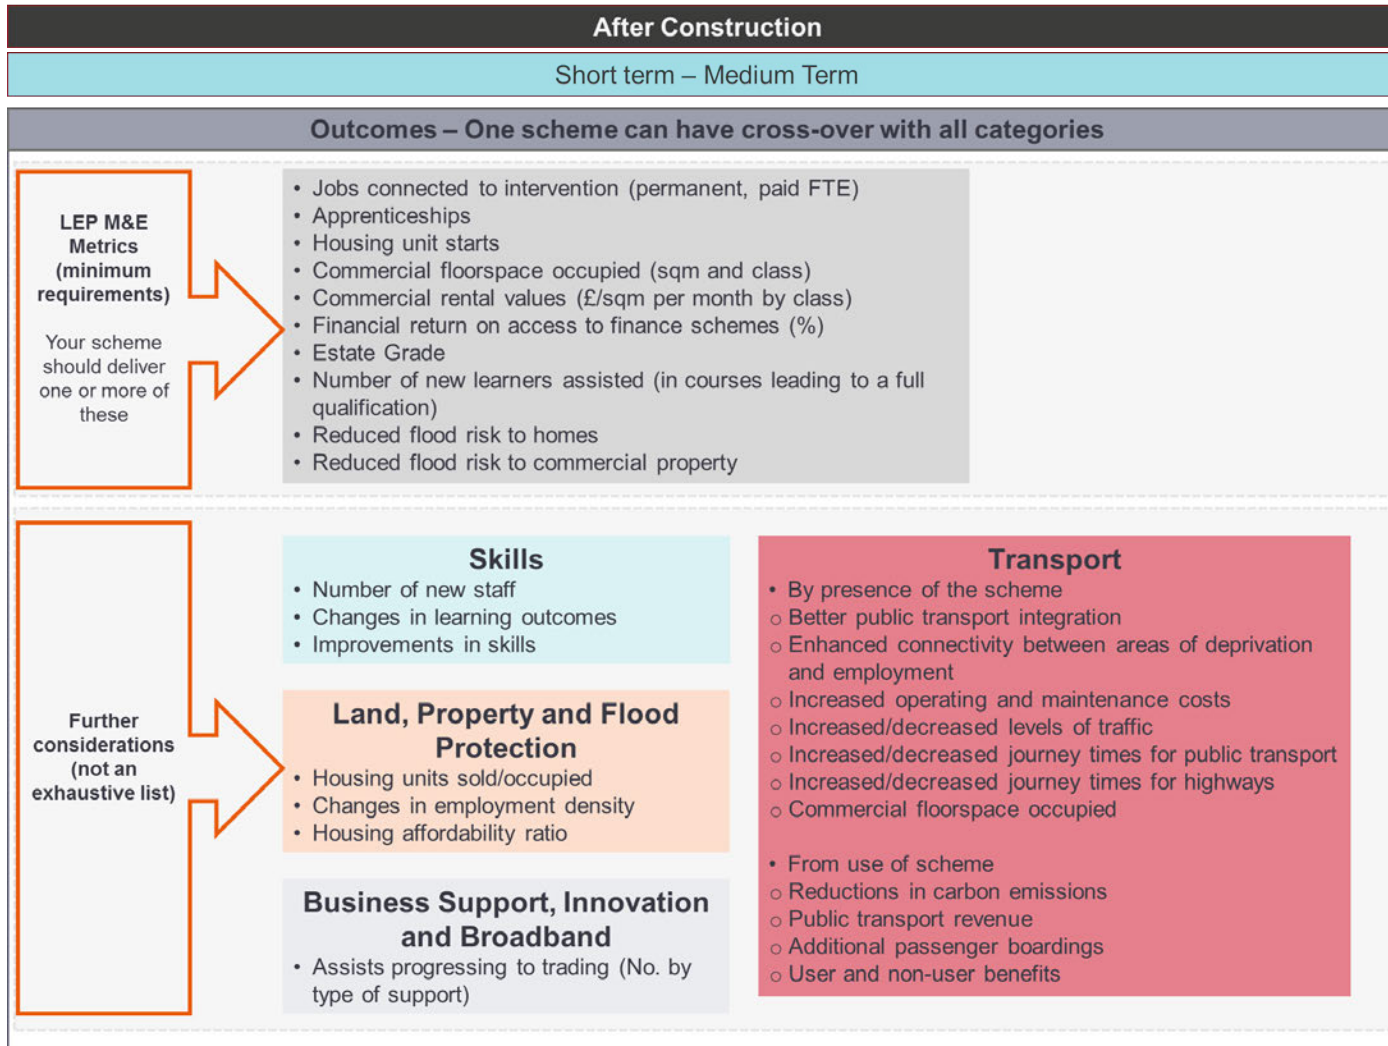 After Construction
Short term – Medium Term
Outcomes – One scheme can have cross-over with all categories
LEP M&E
Metrics
(minimum
requirements)
Your scheme
should deliver
one or more of
these
• Jobs connected to intervention (permanent, paid FTE)
• Apprenticeships
• Housing unit starts
• Commercial floorspace occupied (sqm and class)
• Commercial rental values (£/sqm per month by class)
• Financial return on access to finance schemes (%)
• Estate Grade
• Number of new learners assisted (in courses leading to a full
qualification)
• Reduced flood risk to homes
• Reduced flood risk to commercial property
Further
considerations
(not an
exhaustive list)
Skills
• Number of new staff
• Changes in learning outcomes
• Improvements in skills
Land, Property and Flood
Protection
• Housing units sold/occupied
• Changes in employment density
• Housing affordability ratio
Business Support, Innovation
and Broadband
• Assists progressing to trading (No. by
type of support)
Transport
• By presence of the scheme
o Better public transport integration
o Enhanced connectivity between areas of deprivation
and employment
o Increased operating and maintenance costs
o Increased/decreased levels of traffic
o Increased/decreased journey times for public transport
o Increased/decreased journey times for highways
o Commercial floorspace occupied
• From use of scheme
o Reductions in carbon emissions
o Public transport revenue
o Additional passenger boardings
o User and non-user benefits